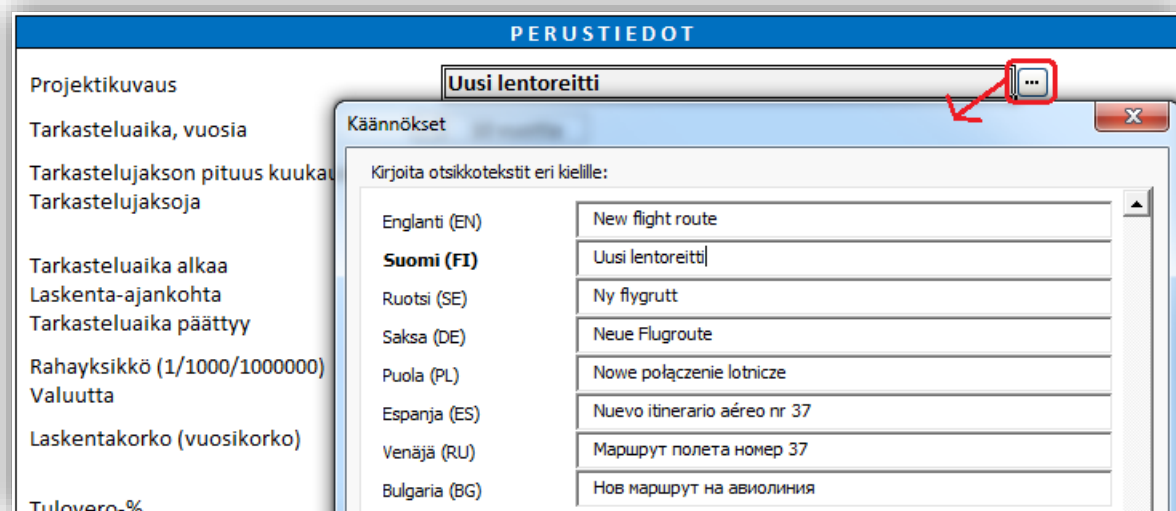 PERUSTIEDOT
Projektikuvaus
Uusi lentoreitti
...
Tarkasteluaika, vuosia
Tarkastelujakson pituus kuukau
Tarkastelujaksoja
Tarkasteluaika alkaa
Laskenta-ajankohta
Tarkasteluaika päättyy
Rahayksikkö (1/1000/1000000)
Valuutta
Laskentakorko (vuosikorko)
Tulovero-%
Käännökset
Kirjoita otsikkotekstit eri kielille:
Englanti (EN) New flight route
Suomi (FI) Uusi lentoreitti
Ruotsi (SE) Ny flygrutt
Saksa (DE) Neue Flugroute
Puola (PL) Nowe połączenie lotnicze
Espanja (ES) Nuevo itinerario aéreo nr 37
Venäjä (RU) Маршрут полета номер 37
Bulgaria (BG) Нов маршрут на авиолиния